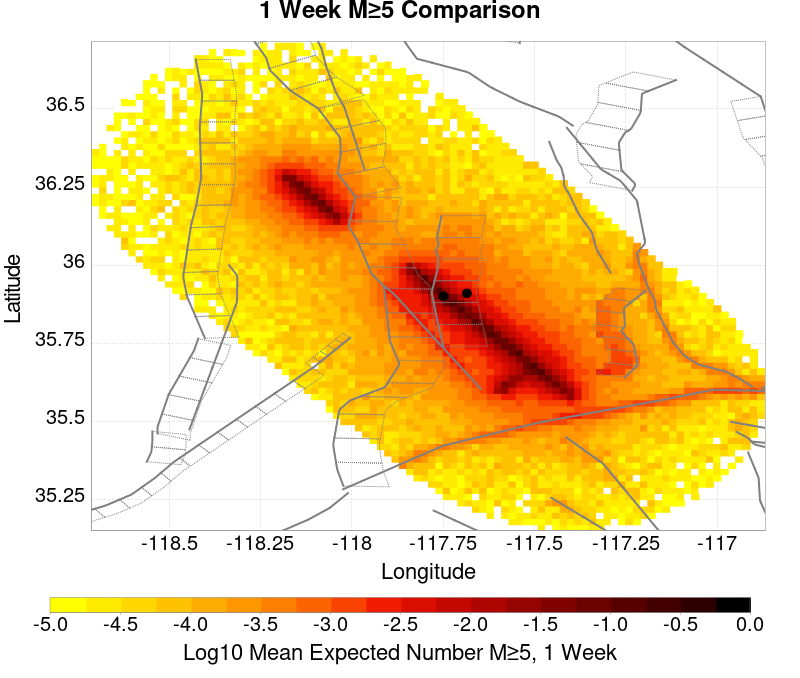 1 Week M≥5 Comparison
36.5
36.25
36
35.75
35.5
35.25
Latitude
-118.5 -118.25 -118 -117.75 -117.5 -117.25 -117
Longitude
-5.0 -4.5 -4.0 -3.5 -3.0 -2.5 -2.0 -1.5 -1.0 -0.5 0.0
Log10 Mean Expected Number M≥5, 1 Week